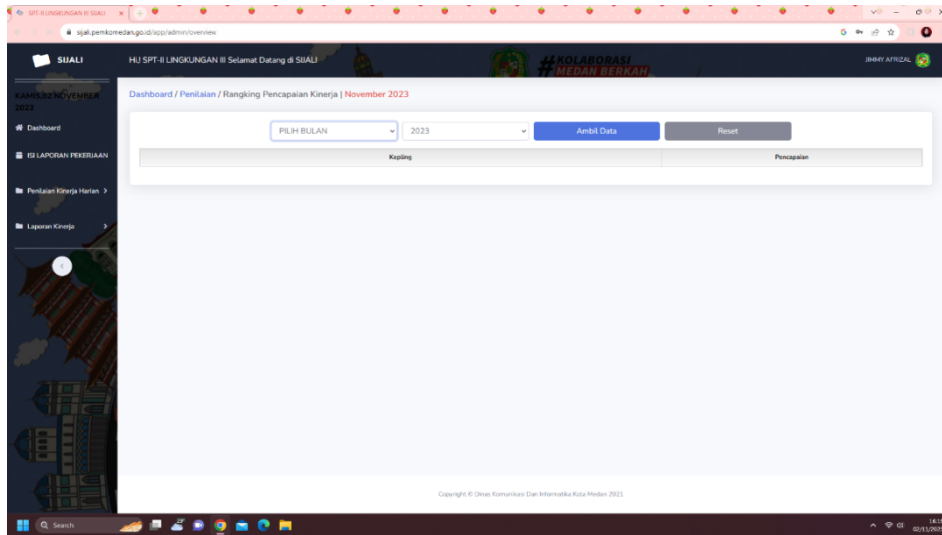 SPT-II LINGKUNGAN III SIJALI
sijali.pemkomedan.go.id/app/admin/overview
SIJALI
HI,! SPT-II LINGKUNGAN III Selamat Datang di SIJALI
#KOLABORASI
MEDAN BERKAH
JIMMY AFRIZAL
KAMIS,02 NOVEMBER
2023
Dashboard / Penilaian / Rangking Pencapaian Kinerja | November 2023
Dashboard
PILIH BULAN
2023
Ambil Data
Reset
ISI LAPORAN PEKERJAAN
Kepling
Pencapaian
Penilaian Kinerja Harian
Laporan Kinerja
Copyright © Dinas Komunikasi Dan Informatika Kota Medan 2021
Search